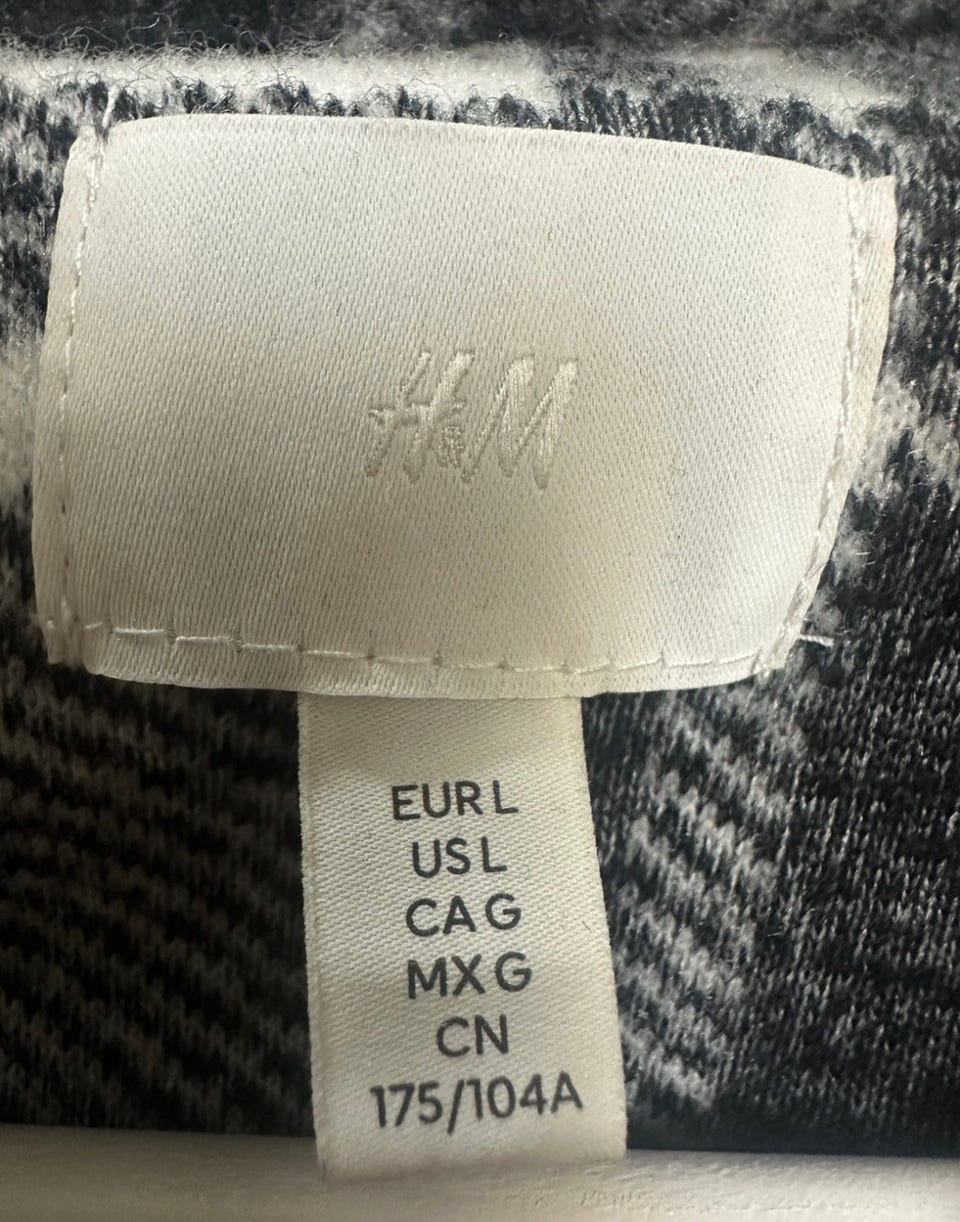 H&M
EUR L
US L
CA G
MX G
CN
175/104A